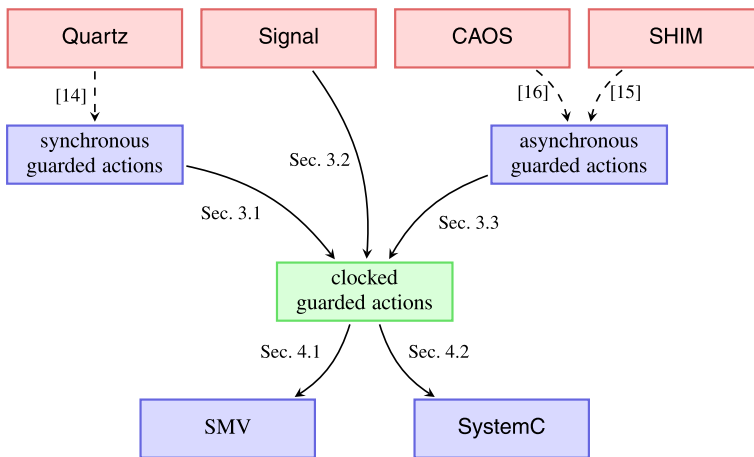 Quartz
Signal
CAOS
SHIM
[14]
[16]
[15]
synchronous
guarded actions
asynchronous
guarded actions
Sec. 3.2
Sec. 3.1
Sec. 3.3
clocked
guarded actions
Sec. 4.1
Sec. 4.2
SMV
SystemC